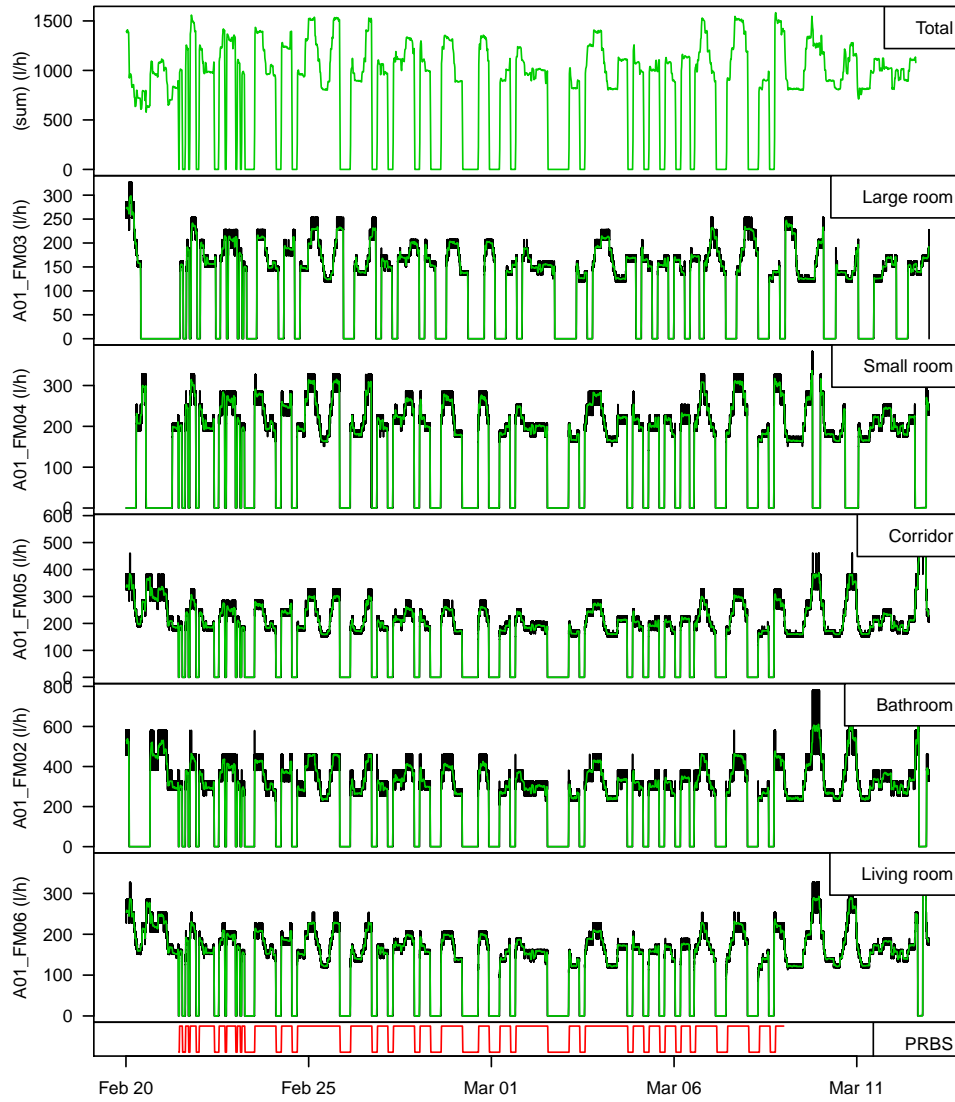 Total
(sum) (l/h)
1500
1000
500
0
Large room
A01_FM03 (l/h)
300
250
200
150
100
50
0
Small room
A01_FM04 (l/h)
300
200
100
0
Corridor
A01_FM05 (l/h)
600
500
400
300
200
100
0
Bathroom
A01_FM02 (l/h)
800
600
400
200
0
Living room
A01_FM06 (l/h)
300
200
100
0
PRBS
Feb 20 Feb 25 Mar 01 Mar 06 Mar 11